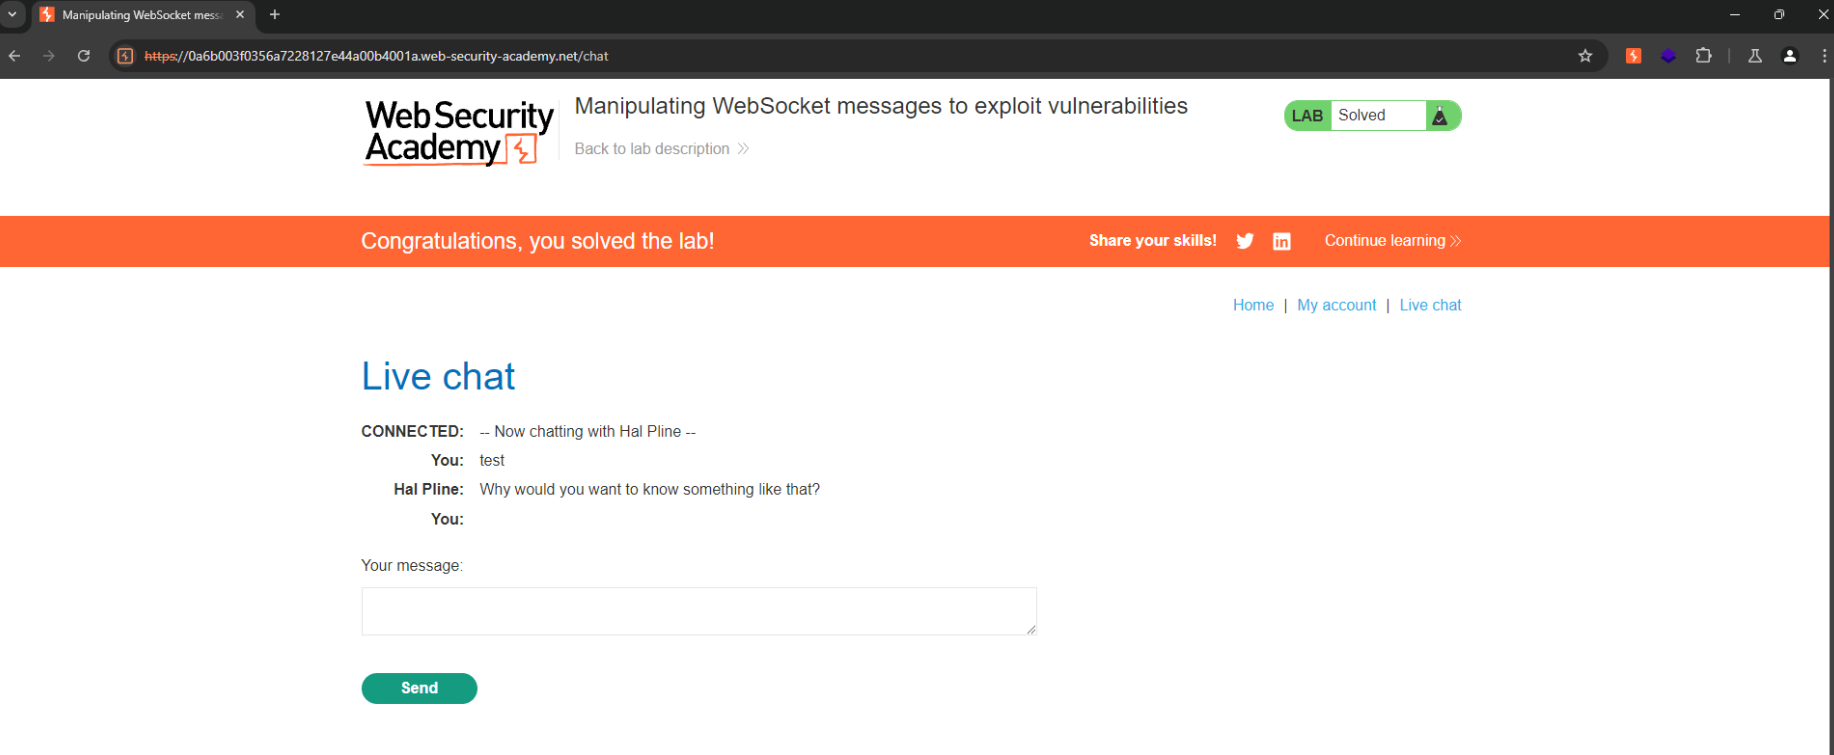 Manipulating WebSocket mess
https://0a6b003f0356a7228127e44a00b4001a.web-security-academy.net/chat
Web Security
Academy
Manipulating WebSocket messages to exploit vulnerabilities
Back to lab description
LAB Solved
Congratulations, you solved the lab!
Share your skills! Continue learning
Home | My account | Live chat
Live chat
CONNECTED: -- Now chatting with Hal Pline --
You: test
Hal Pline: Why would you want to know something like that?
You:
Your message:
Send